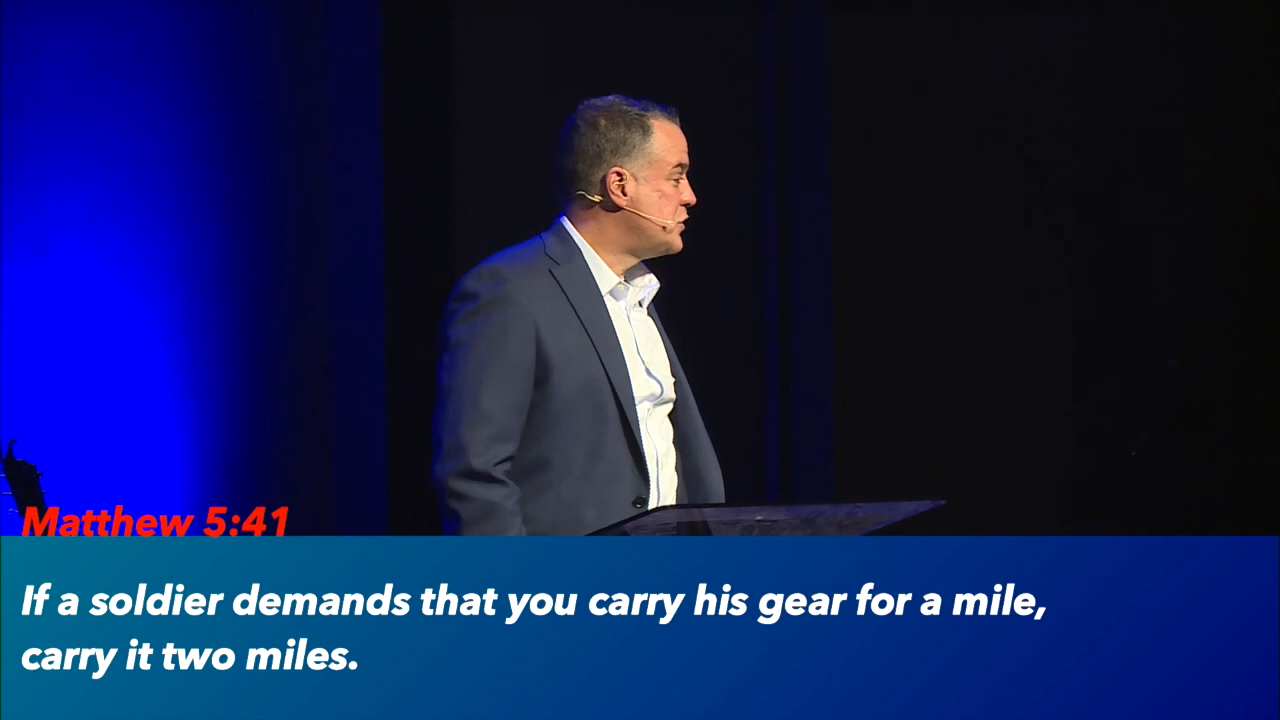 Matthew 5:41
If a soldier demands that you carry his gear for a mile,
carry it two miles.